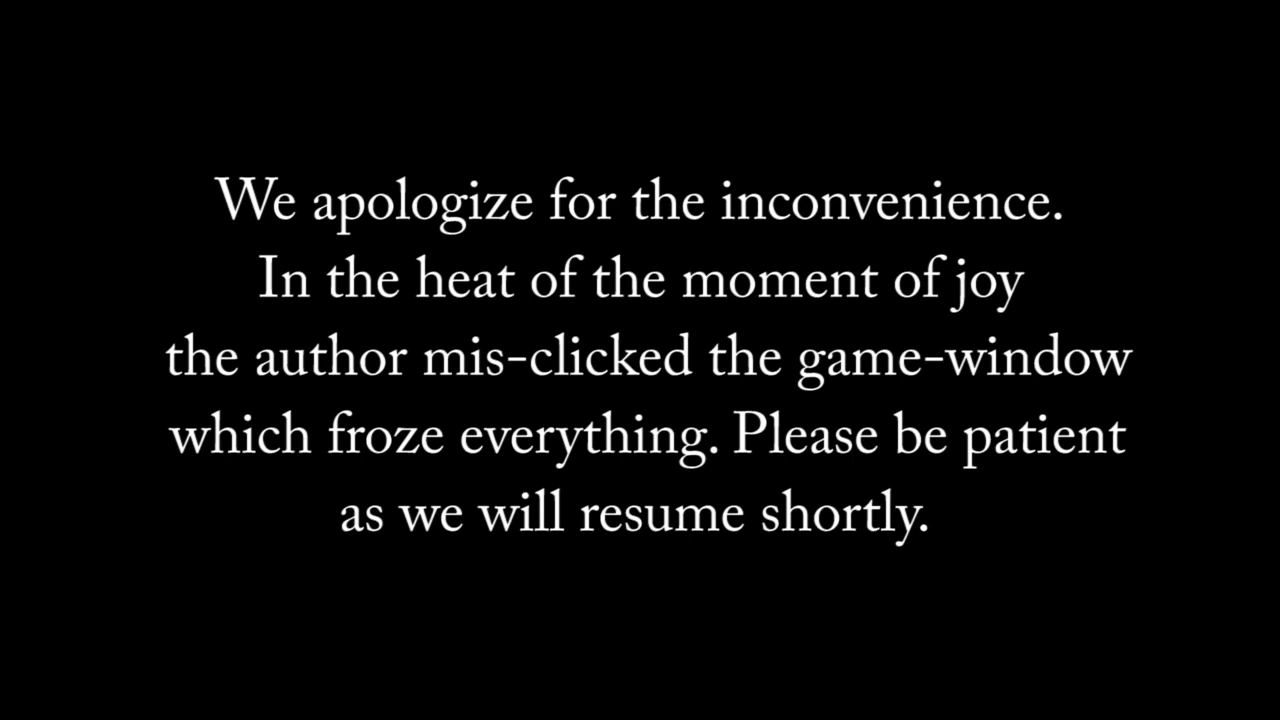 We apologize for the inconvenience.
In the heat of the moment of joy
the author mis-clicked the game-window
which froze everything. Please be patient
as we will resume shortly.